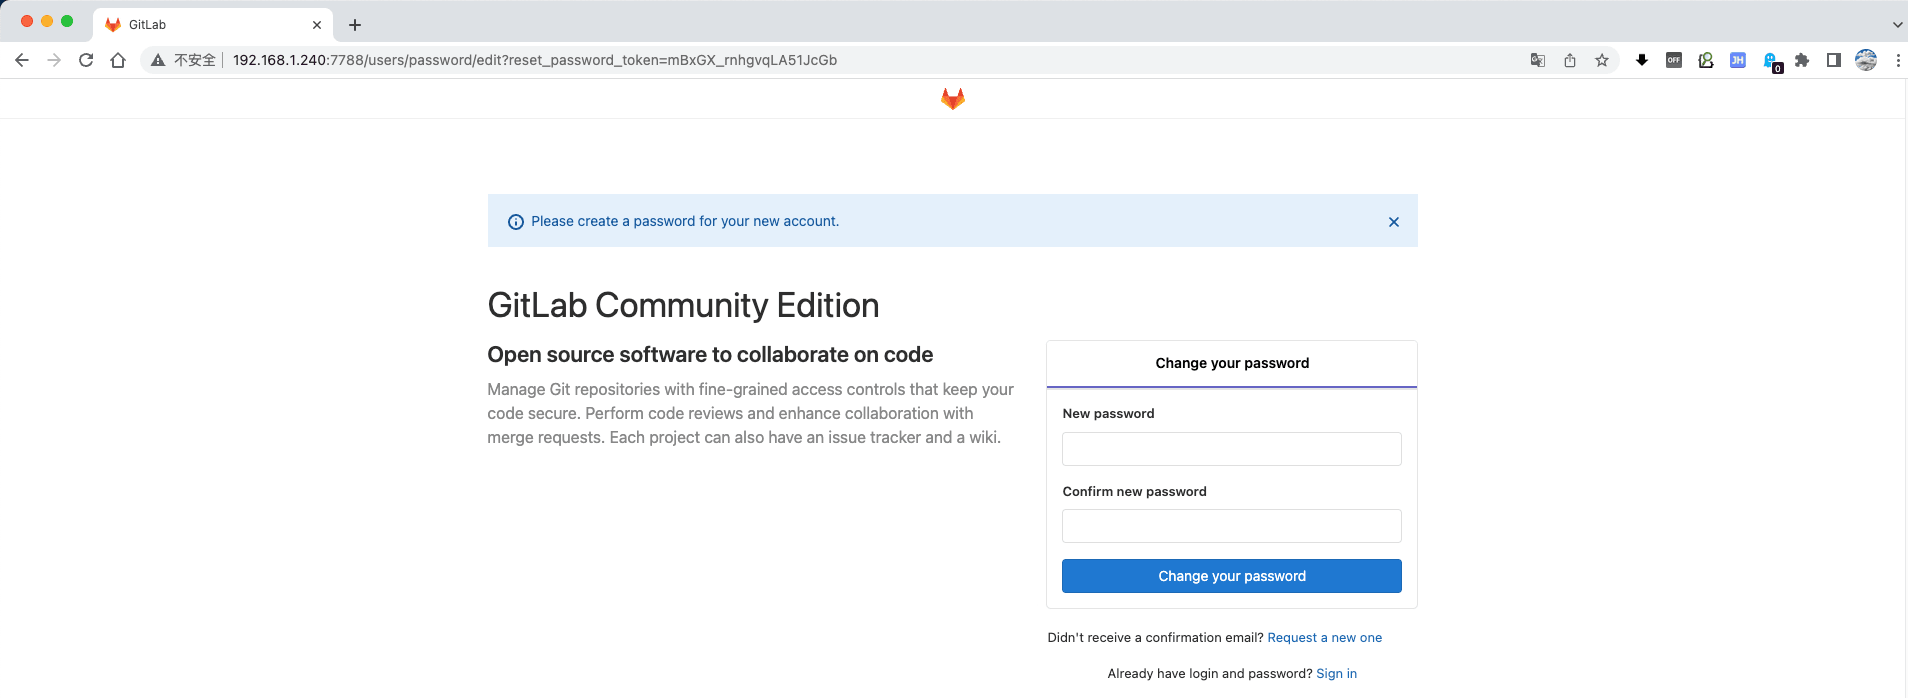 GitLab
不安全 192.168.1.240:7788/users/password/edit?reset_password_token=mBxGX_rnhgvqLA51JcGb
OFF
JH
0
Please create a password for your new account.
GitLab Community Edition
Open source software to collaborate on code
Manage Git repositories with fine-grained access controls that keep your
code secure. Perform code reviews and enhance collaboration with
merge requests. Each project can also have an issue tracker and a wiki.
Change your password
New password
Confirm new password
Change your password
Didn't receive a confirmation email? Request a new one
Already have login and password? Sign in